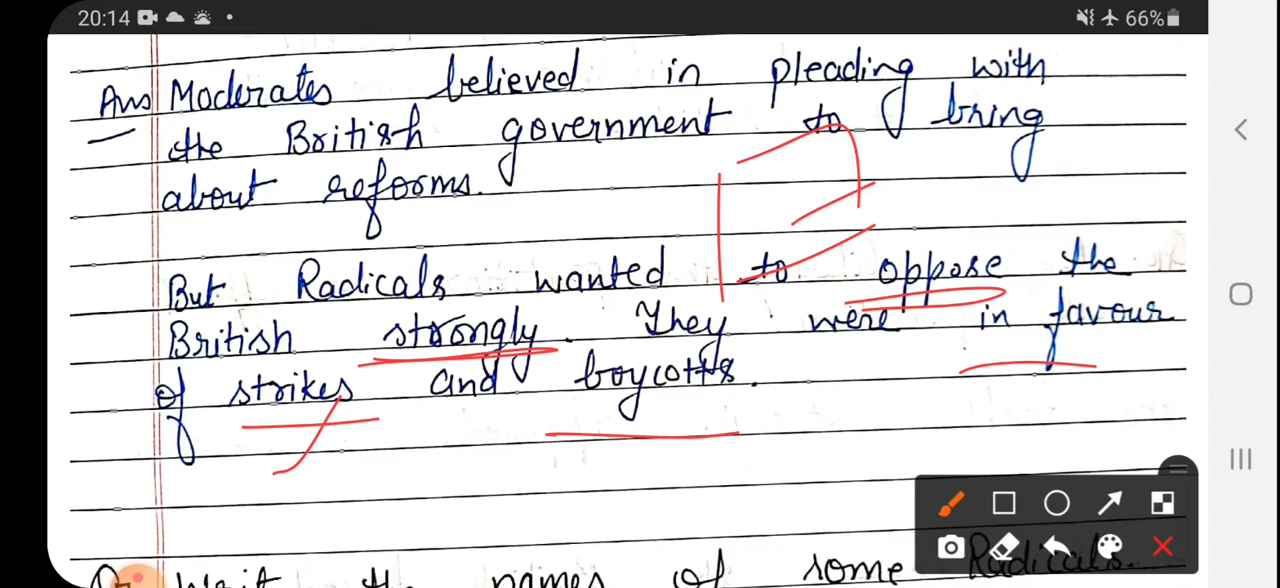 20:14
66%
Ans Moderates believed in pleading with
the British government to bring
about reforms.
But Radicals wanted to oppose the
British strongly. They were in favour
of strikes and boycotts.
the names of some Radicals.